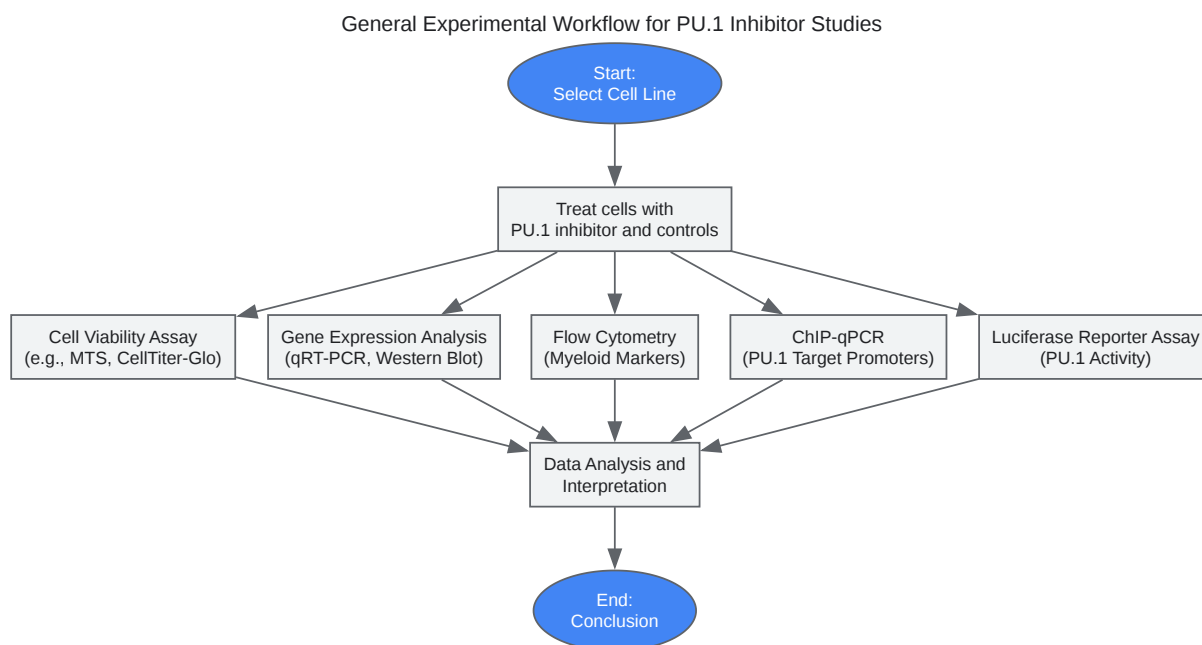 General Experimental Workflow for PU.1 Inhibitor Studies
Start:
Select Cell Line
Treat cells with
PU.1 inhibitor and controls
Cell Viability Assay
(e.g., MTS, CellTiter-Glo)
Gene Expression Analysis
(qRT-PCR, Western Blot)
Flow Cytometry
(Myeloid Markers)
ChIP-qPCR
(PU.1 Target Promoters)
Luciferase Reporter Assay
(PU.1 Activity)
Data Analysis and
Interpretation
End:
Conclusion